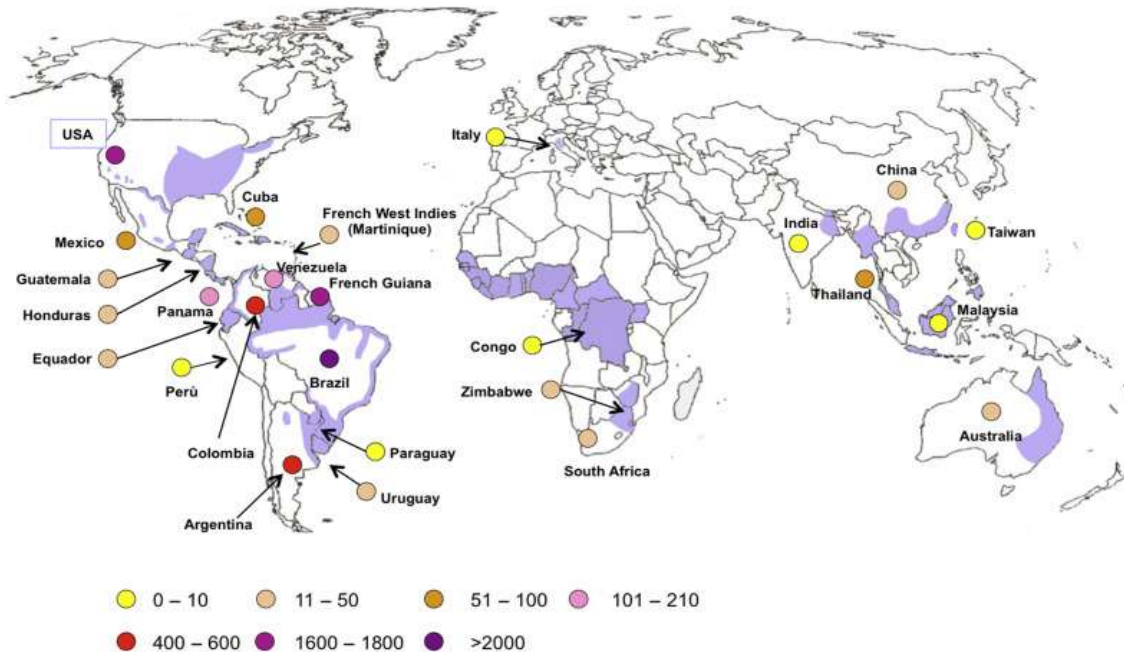 USA
Italy
China
Cuba
French West Indies
(Martinique)
India
Taiwan
Mexico
Venezuela
Guatemala
French Guiana
Thailand
Panama
Malaysia
Honduras
Congo
Equador
Brazil
Perù
Zimbabwe
Australia
Colombia
Paraguay
South Africa
Uruguay
Argentina
0 – 10
11 – 50
51 – 100
101 – 210
400 – 600
1600 – 1800
>2000